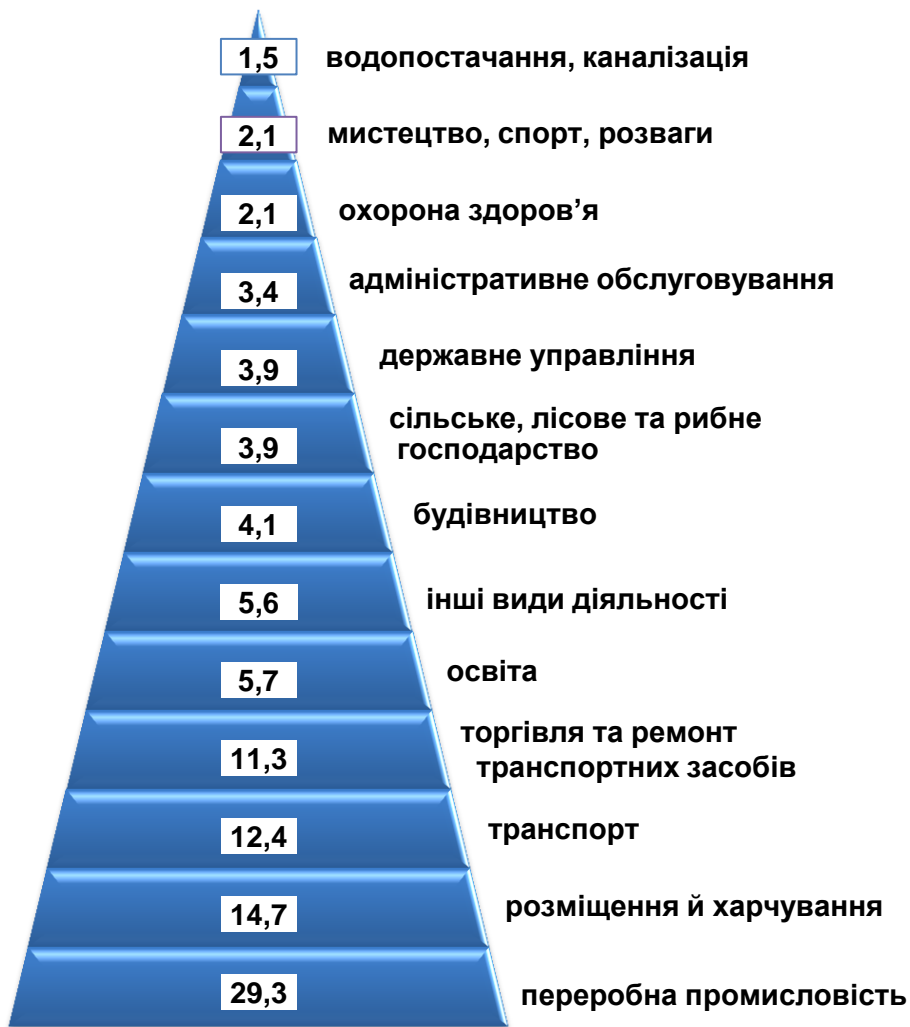 1,5 водопостачання, каналізація
2,1 мистецтво, спорт, розваги
2,1 охорона здоров’я
3,4 адміністративне обслуговування
3,9 державне управління
3,9 сільське, лісове та рибне
господарство
4,1 будівництво
5,6 інші види діяльності
5,7 освіта
11,3 торгівля та ремонт
транспортних засобів
12,4 транспорт
14,7 розміщення й харчування
29,3 переробна промисловість